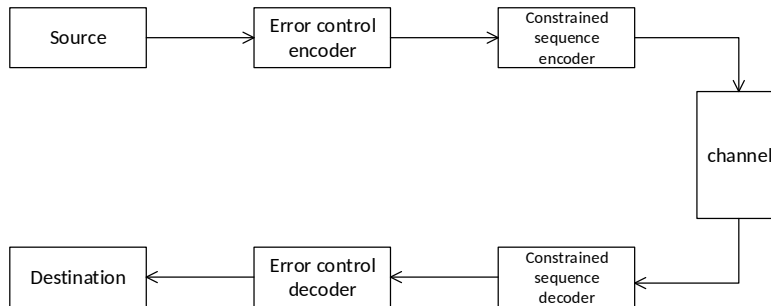 Source
Error control
encoder
Constrained
sequence
encoder
channel
Destination
Error control
decoder
Constrained
sequence
decoder